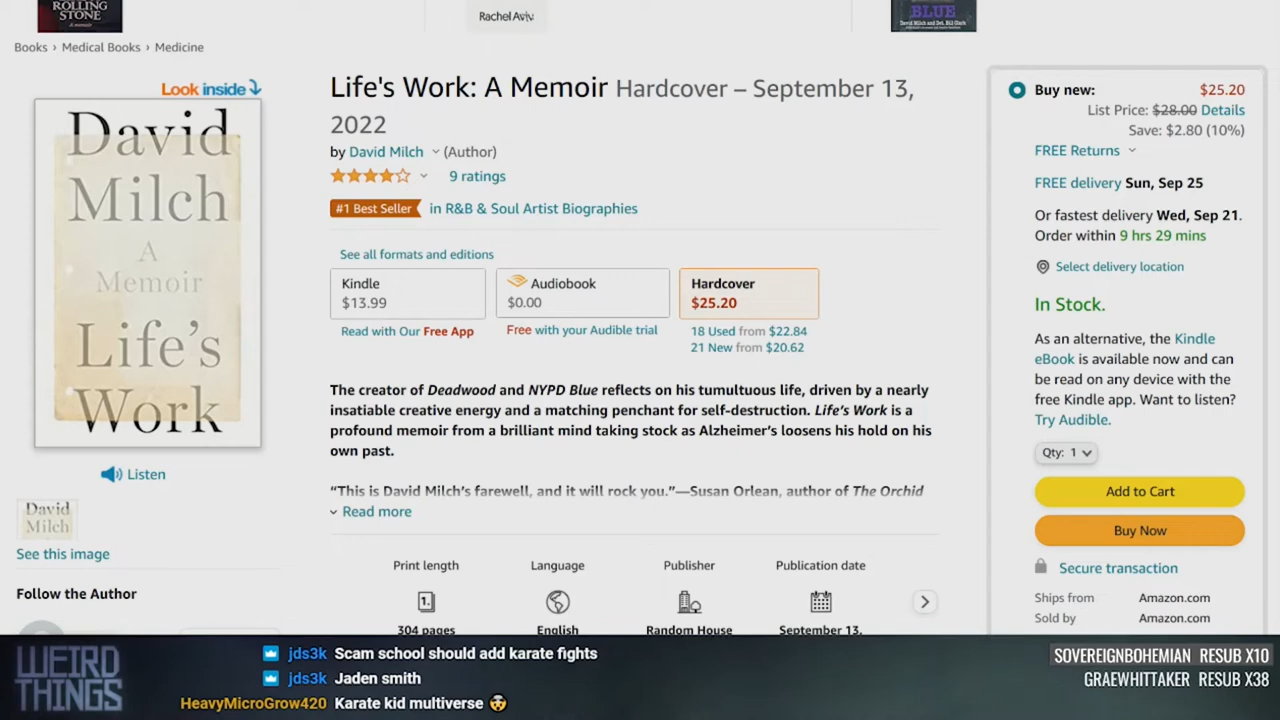 ROLLING
STONE
A memoir
Rachel Aviv
BLUE
David Milch and Det. Bill Clark
Books › Medical Books › Medicine
Look inside
David
Milch
A
Memoir
Life's
Work
Listen
David
Milch
See this image
Follow the Author
Life's Work: A Memoir Hardcover – September 13,
2022
by David Milch (Author)
9 ratings
#1 Best Seller in R&B & Soul Artist Biographies
See all formats and editions
Kindle
$13.99
Read with Our Free App
Audiobook
$0.00
Free with your Audible trial
Hardcover
$25.20
18 Used from $22.84
21 New from $20.62
The creator of Deadwood and NYPD Blue reflects on his tumultuous life, driven by a nearly
insatiable creative energy and a matching penchant for self-destruction. Life's Work is a
profound memoir from a brilliant mind taking stock as Alzheimer's loosens his hold on his
own past.
“This is David Milch's farewell, and it will rock you.”—Susan Orlean, author of The Orchid
Read more
Print length
1.
304 pages
Language
English
Publisher
Random House
Publication date
September 13,
Buy new: $25.20
List Price: $28.00 Details
Save: $2.80 (10%)
FREE Returns
FREE delivery Sun, Sep 25
Or fastest delivery Wed, Sep 21.
Order within 9 hrs 29 mins
Select delivery location
In Stock.
As an alternative, the Kindle
eBook is available now and can
be read on any device with the
free Kindle app. Want to listen?
Try Audible.
Qty: 1
Add to Cart
Buy Now
Secure transaction
Ships from Amazon.com
Sold by Amazon.com
WEIRD
THINGS
jds3k Scam school should add karate fights
jds3k Jaden smith
HeavyMicroGrow420 Karate kid multiverse 🤯
SOVEREIGNBOHEMIAN RESUB X10
GRAEWHITTAKER RESUB X38